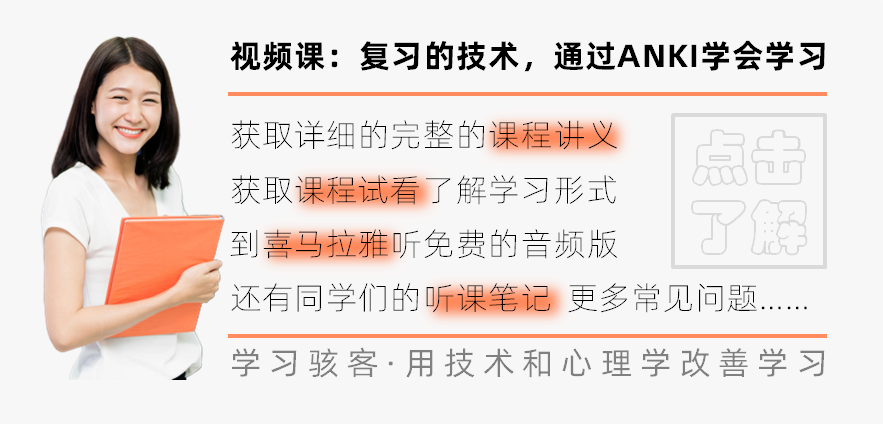 视频课：复习的技术，通过ANKI学会学习
获取详细的完整的课程讲义
获取课程试看了解学习形式
到喜马拉雅听免费的音频版
还有同学们的听课笔记 更多常见问题……
点击
了解
学习骇客·用技术和心理学改善学习